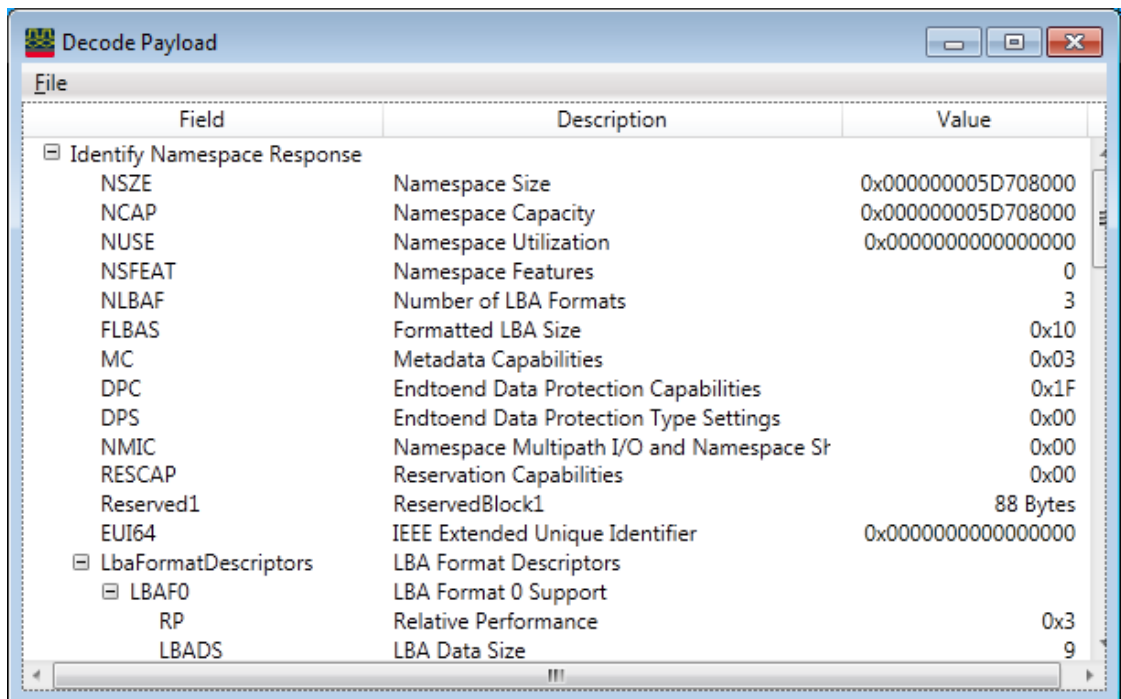 Decode Payload
File
Field Description Value
Identify Namespace Response
NSZE Namespace Size 0x000000005D708000
NCAP Namespace Capacity 0x000000005D708000
NUSE Namespace Utilization 0x0000000000000000
NSFEAT Namespace Features 0
NLBAF Number of LBA Formats 3
FLBAS Formatted LBA Size 0x10
MC Metadata Capabilities 0x03
DPC Endtoend Data Protection Capabilities 0x1F
DPS Endtoend Data Protection Type Settings 0x00
NMIC Namespace Multipath I/O and Namespace Sh 0x00
RESCAP Reservation Capabilities 0x00
Reserved1 ReservedBlock1 88 Bytes
EUI64 IEEE Extended Unique Identifier 0x0000000000000000
LbaFormatDescriptors LBA Format Descriptors
LBAF0 LBA Format 0 Support
RP Relative Performance 0x3
LBADS LBA Data Size 9